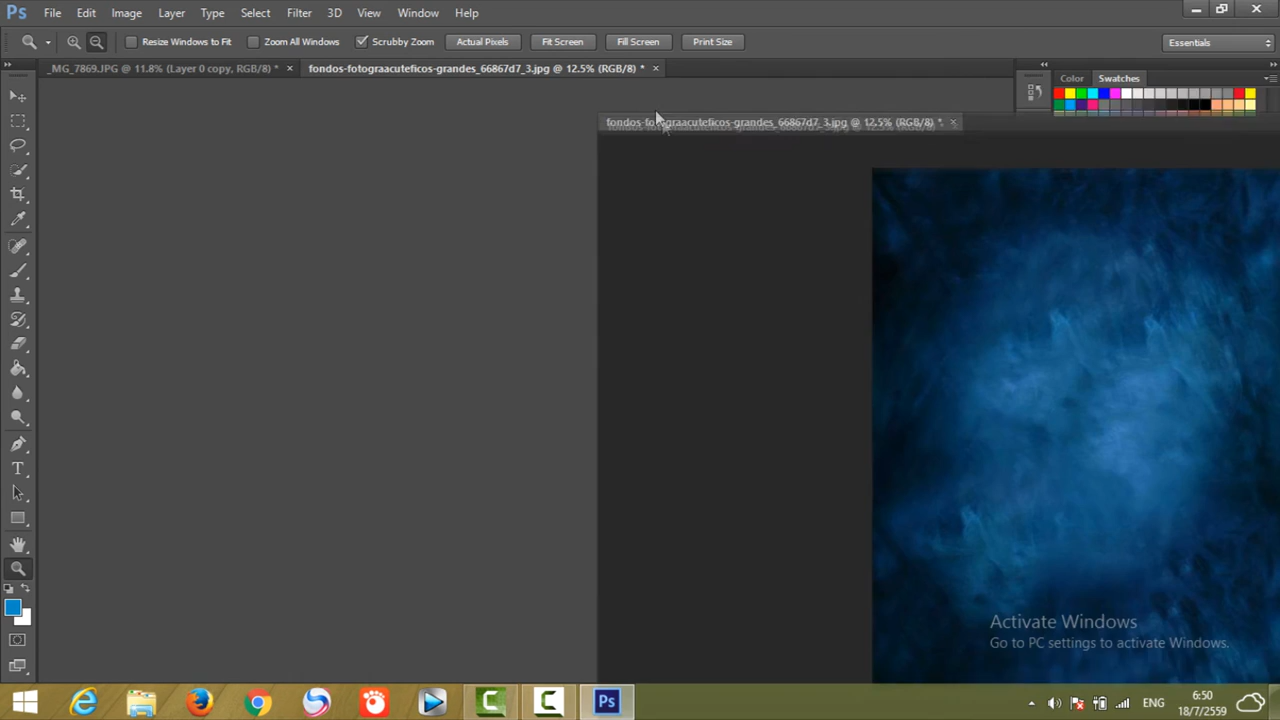 Ps File Edit Image Layer Type Select Filter 3D View Window Help
Resize Windows to Fit Zoom All Windows Scrubby Zoom Actual Pixels Fit Screen Fill Screen Print Size Essentials
_MG_7869.JPG @ 11.8% (Layer 0 copy, RGB/8) * × fondos-fotograacuteficos-grandes_66867d7_3.jpg @ 12.5% (RGB/8) * ×
Color Swatches
fondos-fotograacuteficos-grandes_66867d7_3.jpg @ 12.5% (RGB/8) * ×
T
Activate Windows
Go to PC settings to activate Windows.
Ps
ENG
6:50
18/7/2559